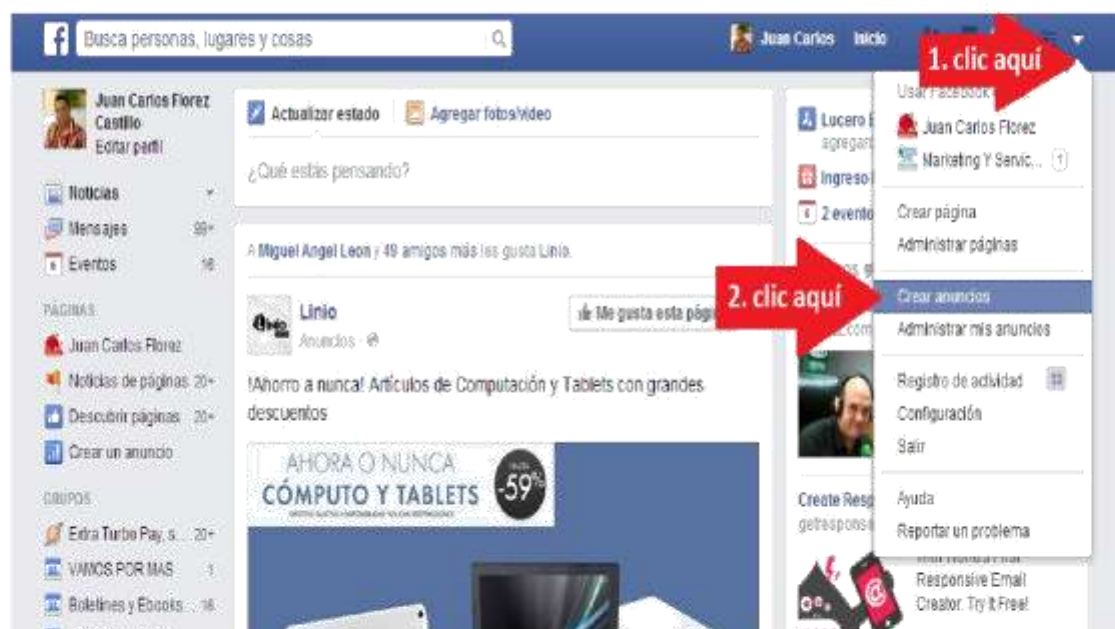 f
Busca personas, lugares y cosas
Juan Carlos Inicio
1. clic aquí
Juan Carlos Florez
Castillo
Editar perfil
Noticias
Mensajes 99+
Eventos 16
PÁGINAS
Juan Carlos Florez
Noticias de páginas 20+
Descubrir páginas 20+
Crear un anuncio
GRUPOS
Extra Turbo Pay, s... 20+
VAMOS POR MAS 1
Boletines y Ebooks... 16
Actualizar estado Agregar fotos/video
¿Qué estás pensando?
A Miguel Angel Leon y 49 amigos más les gusta Linio.
Linio
Anuncios
Me gusta esta pági
!Ahorro a nunca! Artículos de Computación y Tablets con grandes
descuentos
AHORA O NUNCA
CÓMPUTO Y TABLETS
-59%
Lucero
agregar
Ingreso
2 evento
2. clic aquí
.com
Create Resp
getresponse
Responsive Email
Creator. Try It Free!
Usar Facebook
Juan Carlos Florez
Marketing Y Servic... 1
Crear página
Administrar páginas
Crear anuncios
Administrar mis anuncios
Registro de actividad
Configuración
Salir
Ayuda
Reportar un problema